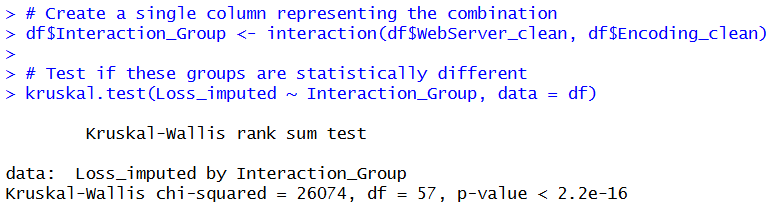 > # Create a single column representing the combination
> df$Interaction_Group <- interaction(df$WebServer_clean, df$Encoding_clean)
>
> # Test if these groups are statistically different
> kruskal.test(Loss_imputed ~ Interaction_Group, data = df)
Kruskal-Wallis rank sum test
data:  Loss_imputed by Interaction_Group
Kruskal-Wallis chi-squared = 26074, df = 57, p-value < 2.2e-16